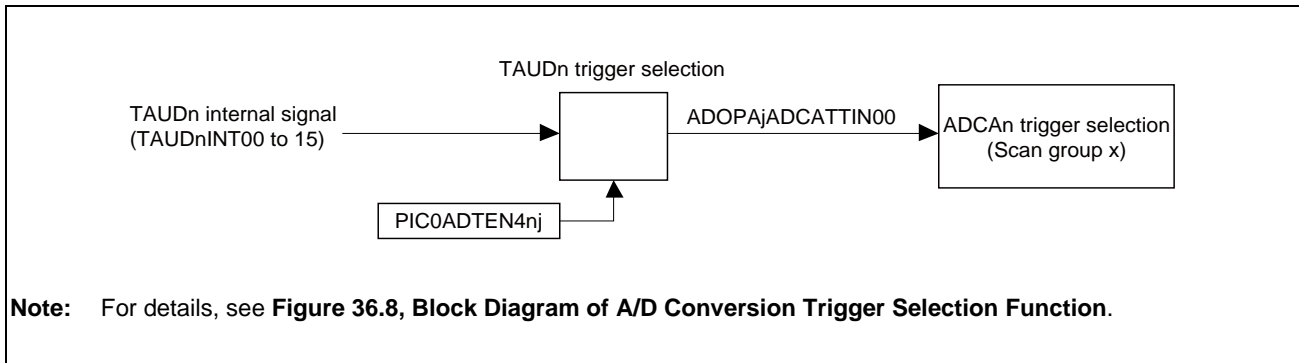 TAUDn trigger selection
TAUDn internal signal
(TAUDnINT00 to 15)
ADOPAjADCATTIN00
ADCAn trigger selection
(Scan group x)
PIC0ADTEN4nj
Note: For details, see Figure 36.8, Block Diagram of A/D Conversion Trigger Selection Function.